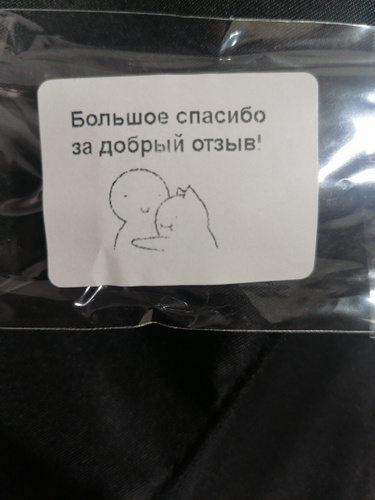 Большое спасибо
за добрый отзыв!